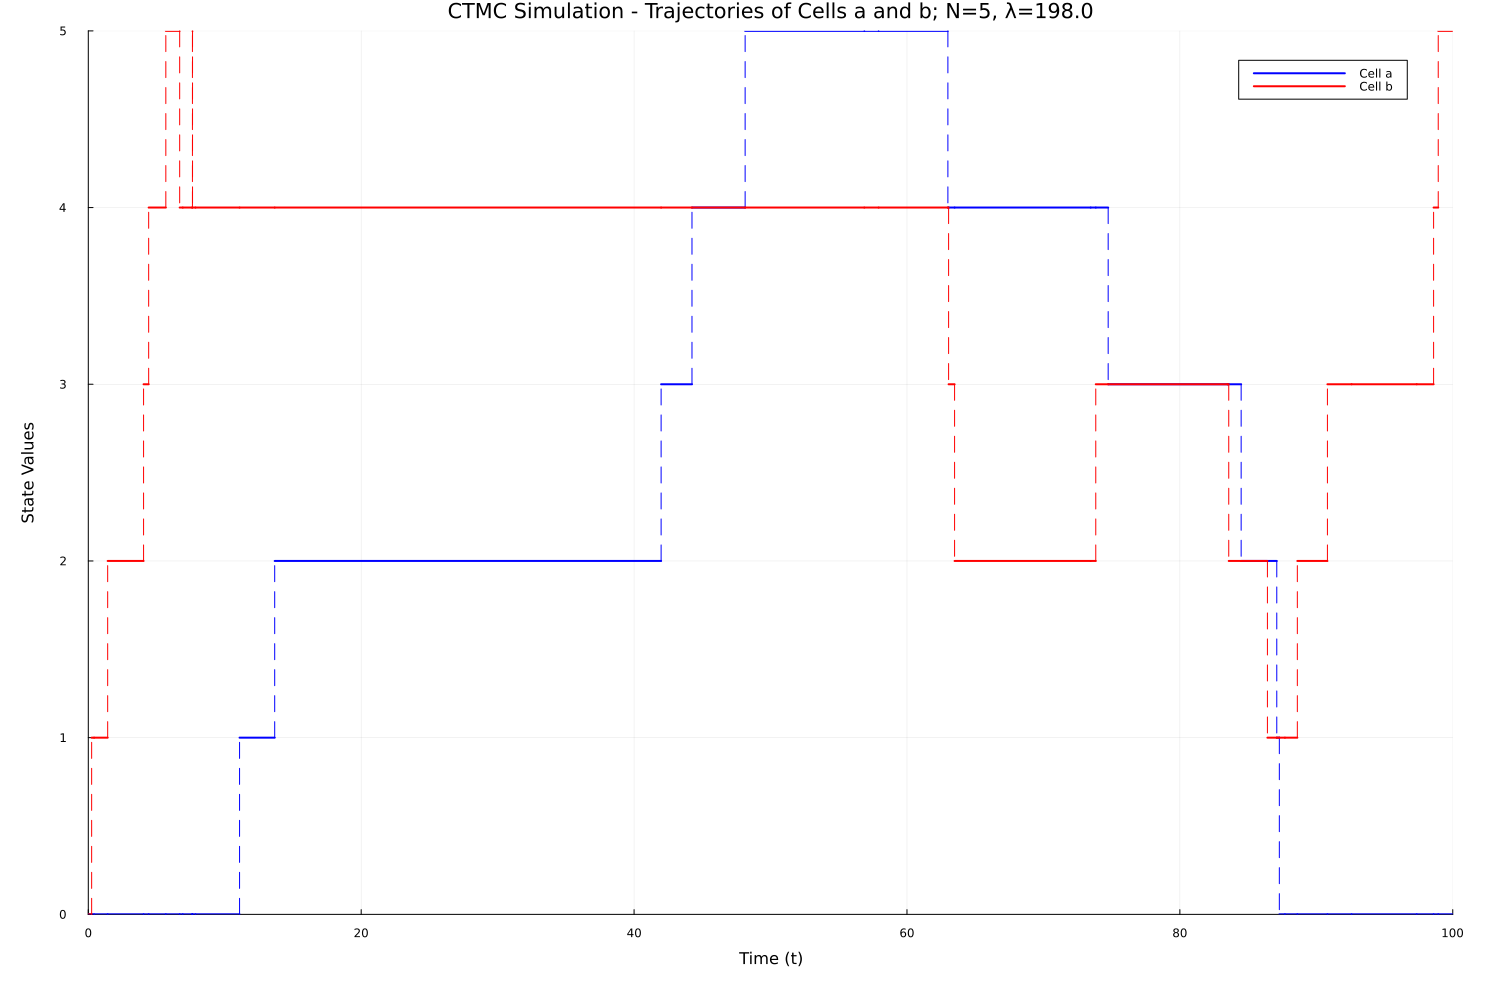 CTMC Simulation - Trajectories of Cells a and b; N=5, λ=198.0
5
Cell a
Cell b
4
3
State Values
2
1
0
0 20 40 60 80 100
Time (t)